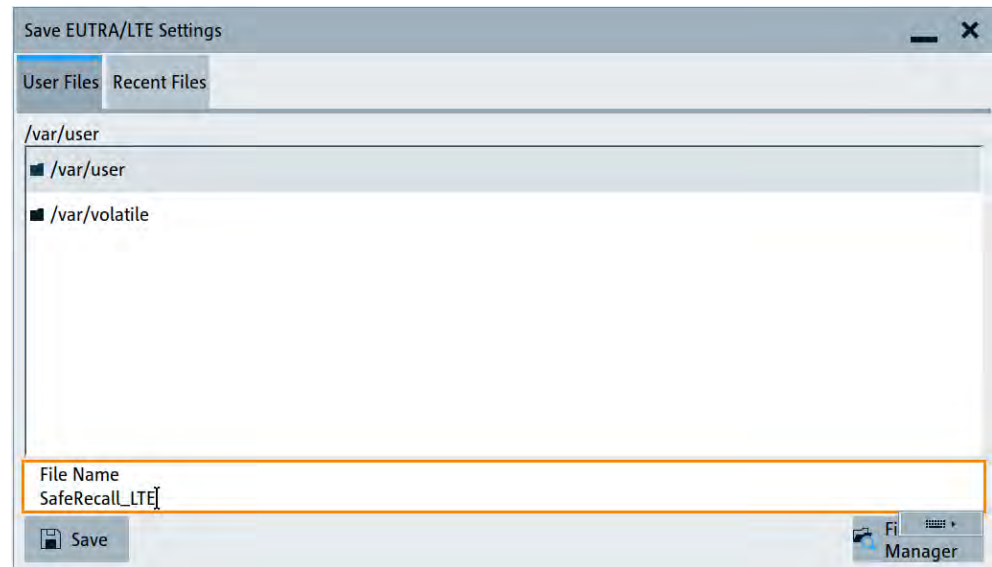 Save EUTRA/LTE Settings
User Files Recent Files
/var/user
/var/user
/var/volatile
File Name
SafeRecall_LTE
Save
Manager